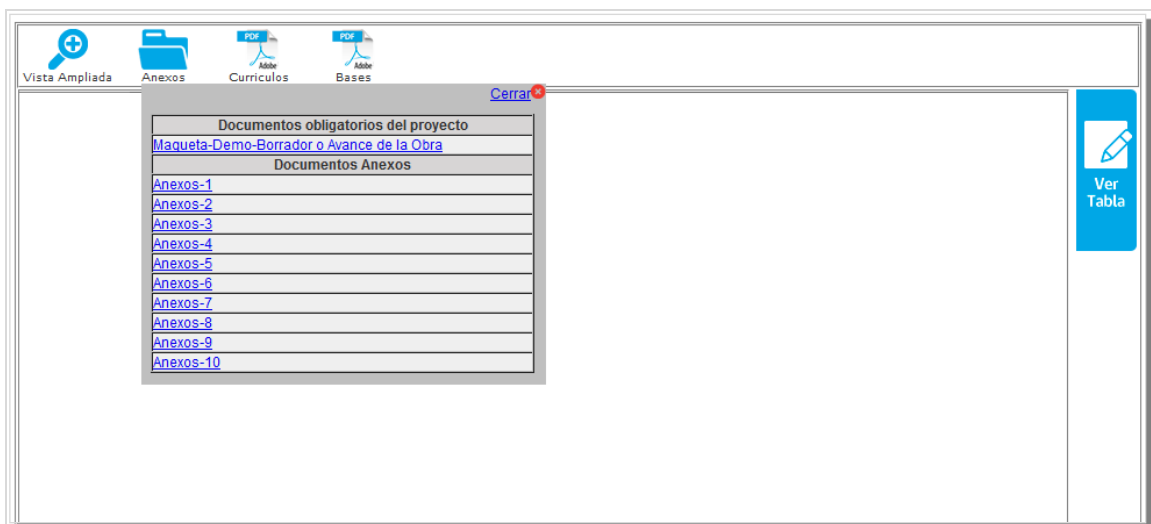 PDF PDF
Adobe Adobe
Vista Ampliada Anexos Curriculos Bases
Cerrar
Documentos obligatorios del proyecto
Maqueta-Demo-Borrador o Avance de la Obra
Documentos Anexos
Anexos-1
Anexos-2
Anexos-3
Anexos-4
Anexos-5
Anexos-6
Anexos-7
Anexos-8
Anexos-9
Anexos-10
Ver
Tabla